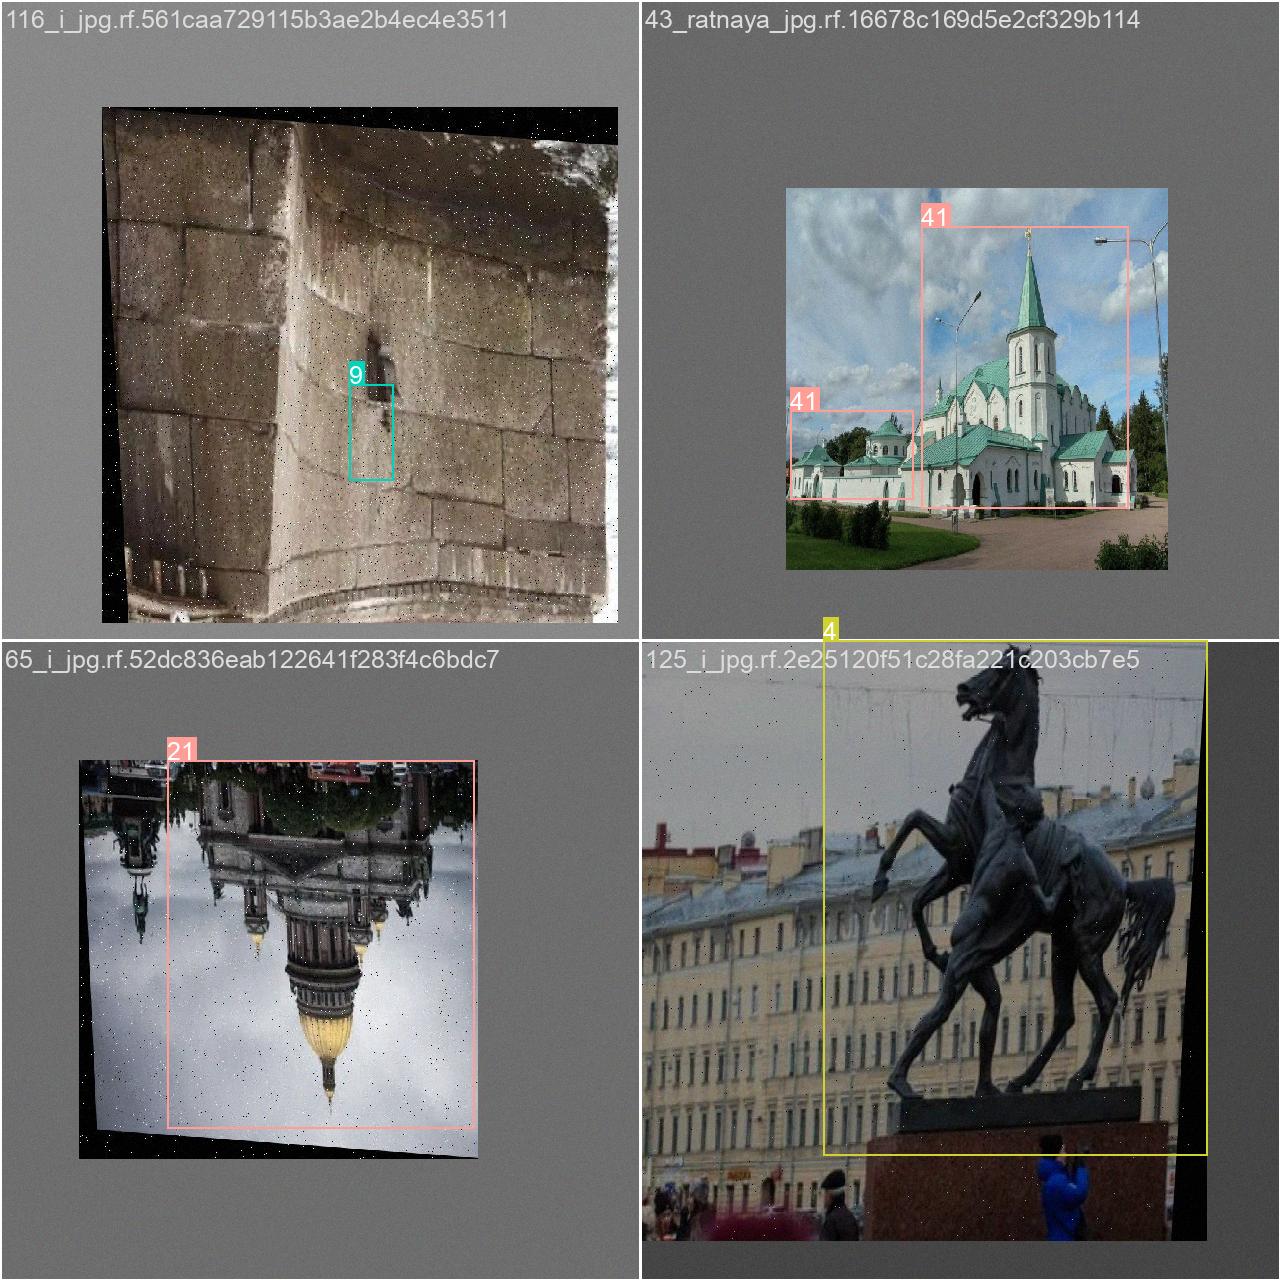 116_i_jpg.rf.561caa729115b3ae2b4ec4e3511
43_ratnaya_jpg.rf.16678c169d5e2cf329b114
41
41
9
65_i_jpg.rf.52dc836eab122641f283f4c6bdc7
21
4
125_i_jpg.rf.2e25120f51c28fa221c203cb7e5